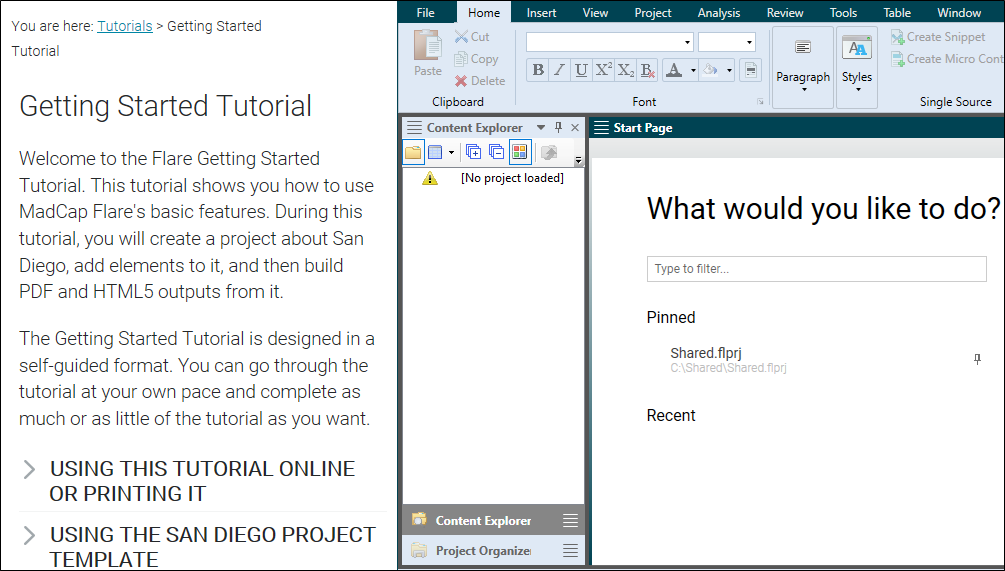 You are here: Tutorials > Getting Started
Tutorial
Getting Started Tutorial
Welcome to the Flare Getting Started
Tutorial. This tutorial shows you how to use
MadCap Flare's basic features. During this
tutorial, you will create a project about San
Diego, add elements to it, and then build
PDF and HTML5 outputs from it.
The Getting Started Tutorial is designed in a
self-guided format. You can go through the
tutorial at your own pace and complete as
much or as little of the tutorial as you want.
USING THIS TUTORIAL ONLINE
OR PRINTING IT
USING THE SAN DIEGO PROJECT
TEMPLATE
File Home Insert View Project Analysis Review Tools Table Window
Paste
Cut
Copy
Delete
Clipboard
B I U X² X₂ B A
Font
Paragraph
Styles
Create Snippet
Create Micro Cont
Single Source
Content Explorer
[No project loaded]
Content Explorer
Project Organize
Start Page
What would you like to do?
Type to filter...
Pinned
Shared.flprj
C:\Shared\Shared.flprj
Recent